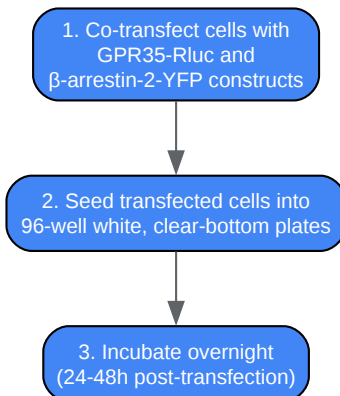 1. Co-transfect cells with
GPR35-Rluc and
β-arrestin-2-YFP constructs
2. Seed transfected cells into
96-well white, clear-bottom plates
3. Incubate overnight
(24-48h post-transfection)